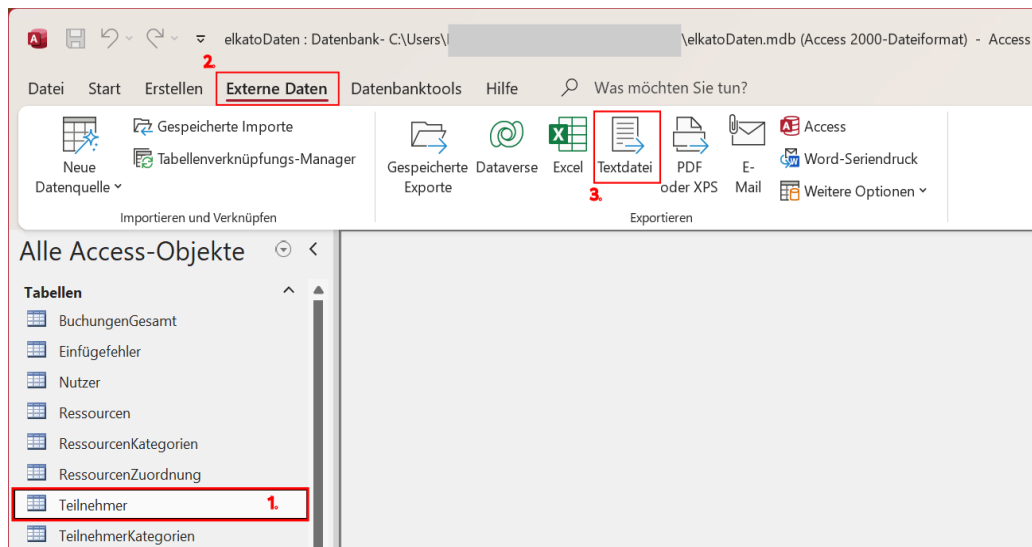 elkatoDaten : Datenbank- C:\Users\ \elkatoDaten.mdb (Access 2000-Dateiformat) - Access
2.
Datei Start Erstellen Externe Daten Datenbanktools Hilfe Was möchten Sie tun?
Neue Datenquelle
Gespeicherte Importe
Tabellenverknüpfungs-Manager
Importieren und Verknüpfen
Gespeicherte Exporte
Dataverse
Excel
Textdatei
3.
PDF oder XPS
E-Mail
Access
Word-Seriendruck
Weitere Optionen
Exportieren
Alle Access-Objekte
Tabellen
BuchungenGesamt
Einfügefehler
Nutzer
Ressourcen
RessourcenKategorien
RessourcenZuordnung
Teilnehmer 1.
TeilnehmerKategorien